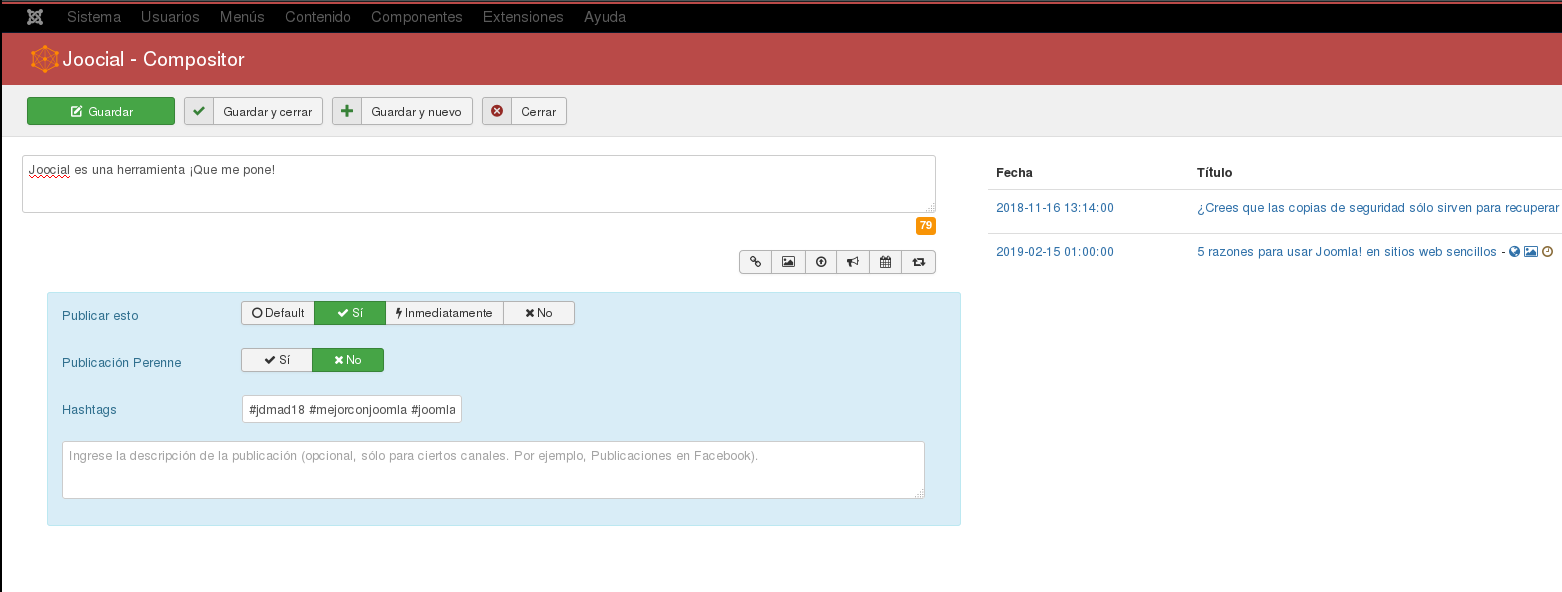 Sistema Usuarios Menús Contenido Componentes Extensiones Ayuda
Joocial - Compositor
Guardar Guardar y cerrar Guardar y nuevo Cerrar
Joocial es una herramienta ¡Que me pone!
79
Publicar esto Default Sí Inmediatamente No
Publicación Perenne Sí No
Hashtags #jdmad18 #mejorconjoomla #joomla
Ingrese la descripción de la publicación (opcional, sólo para ciertos canales. Por ejemplo, Publicaciones en Facebook).
Fecha Título
2018-11-16 13:14:00 ¿Crees que las copias de seguridad sólo sirven para recuperar
2019-02-15 01:00:00 5 razones para usar Joomla! en sitios web sencillos -